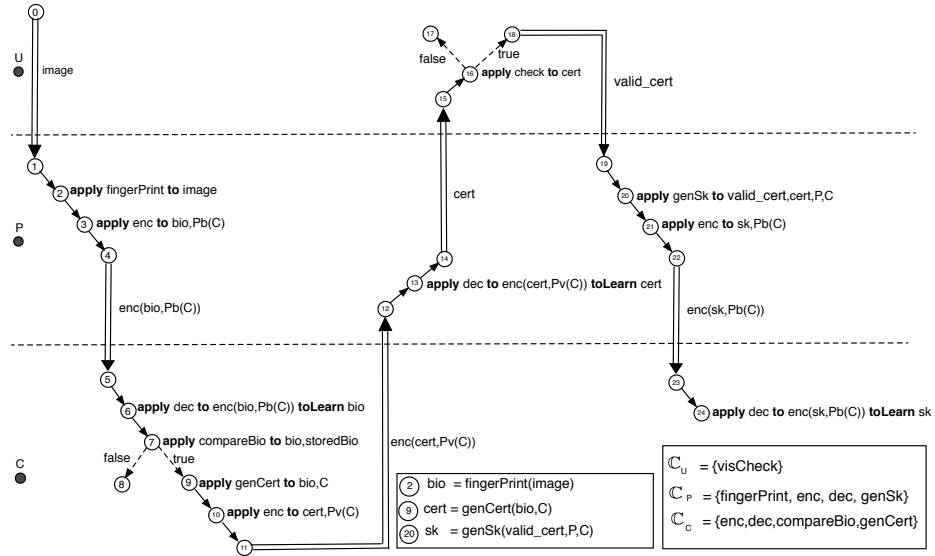 0
17
18
U
false
true
image
16 apply check to cert
15
valid_cert
1
19
2 apply fingerPrint to image
cert
20 apply genSk to valid_cert,cert,P,C
3 apply enc to bio,Pb(C)
21 apply enc to sk,Pb(C)
P
4
14
22
13 apply dec to enc(cert,Pv(C)) toLearn cert
enc(bio,Pb(C))
12
enc(sk,Pb(C))
5
23
6 apply dec to enc(bio,Pb(C)) toLearn bio
24 apply dec to enc(sk,Pb(C)) toLearn sk
7 apply compareBio to bio,storedBio
enc(cert,Pv(C))
false
true
C
8
9 apply genCert to bio,C
10 apply enc to cert,Pv(C)
11
2 bio = fingerPrint(image)
9 cert = genCert(bio,C)
20 sk = genSk(valid_cert,P,C)
ℂU = {visCheck}
ℂP = {fingerPrint, enc, dec, genSk}
ℂC = {enc,dec,compareBio,genCert}